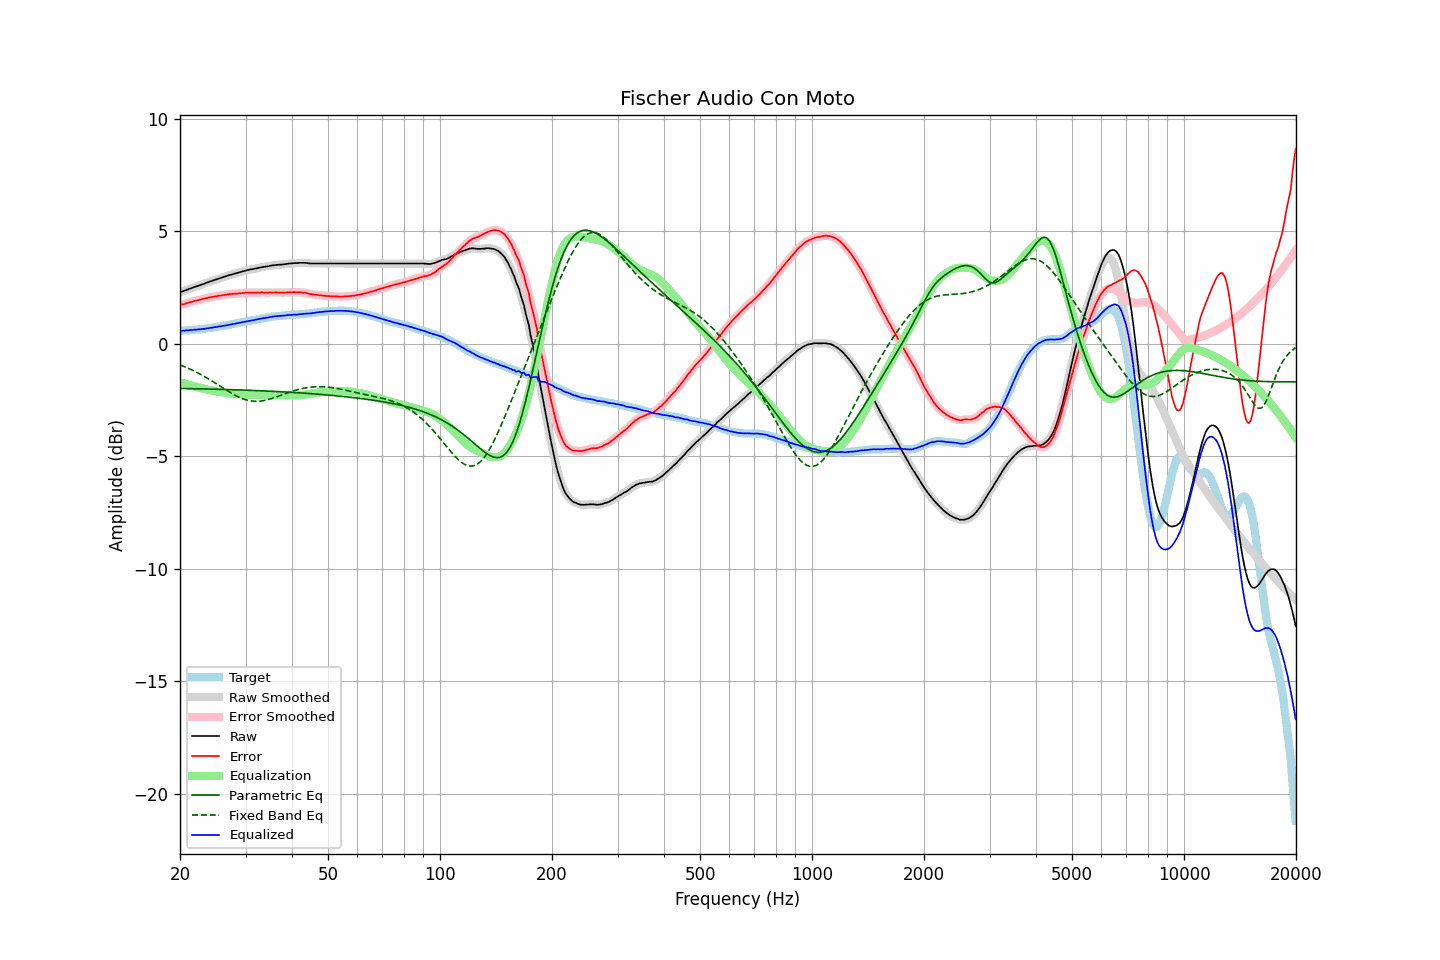 Fischer Audio Con Moto
Amplitude (dBr)
10
5
0
−5
−10
−15
−20
Target
Raw Smoothed
Error Smoothed
Raw
Error
Equalization
Parametric Eq
Fixed Band Eq
Equalized
20 50 100 200 500 1000 2000 5000 10000 20000
Frequency (Hz)